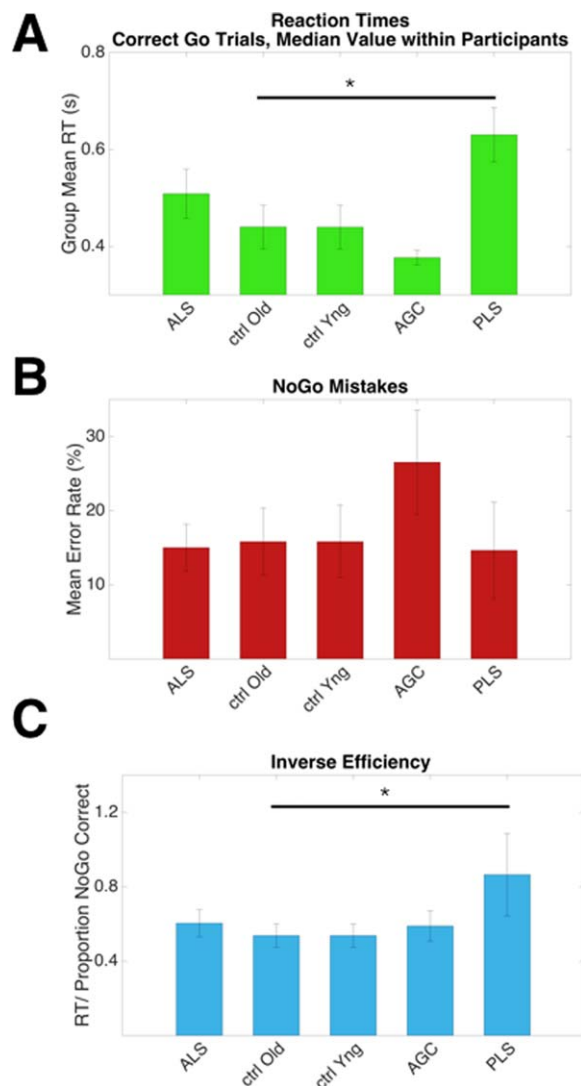 A
Reaction Times
Correct Go Trials, Median Value within Participants
Group Mean RT (s)
0.8
0.6
0.4
*
ALS
ctrl Old
ctrl Yng
AGC
PLS
B
NoGo Mistakes
Mean Error Rate (%)
30
20
10
ALS
ctrl Old
ctrl Yng
AGC
PLS
C
Inverse Efficiency
RT/ Proportion NoGo Correct
1.2
0.8
0.4
*
ALS
ctrl Old
ctrl Yng
AGC
PLS